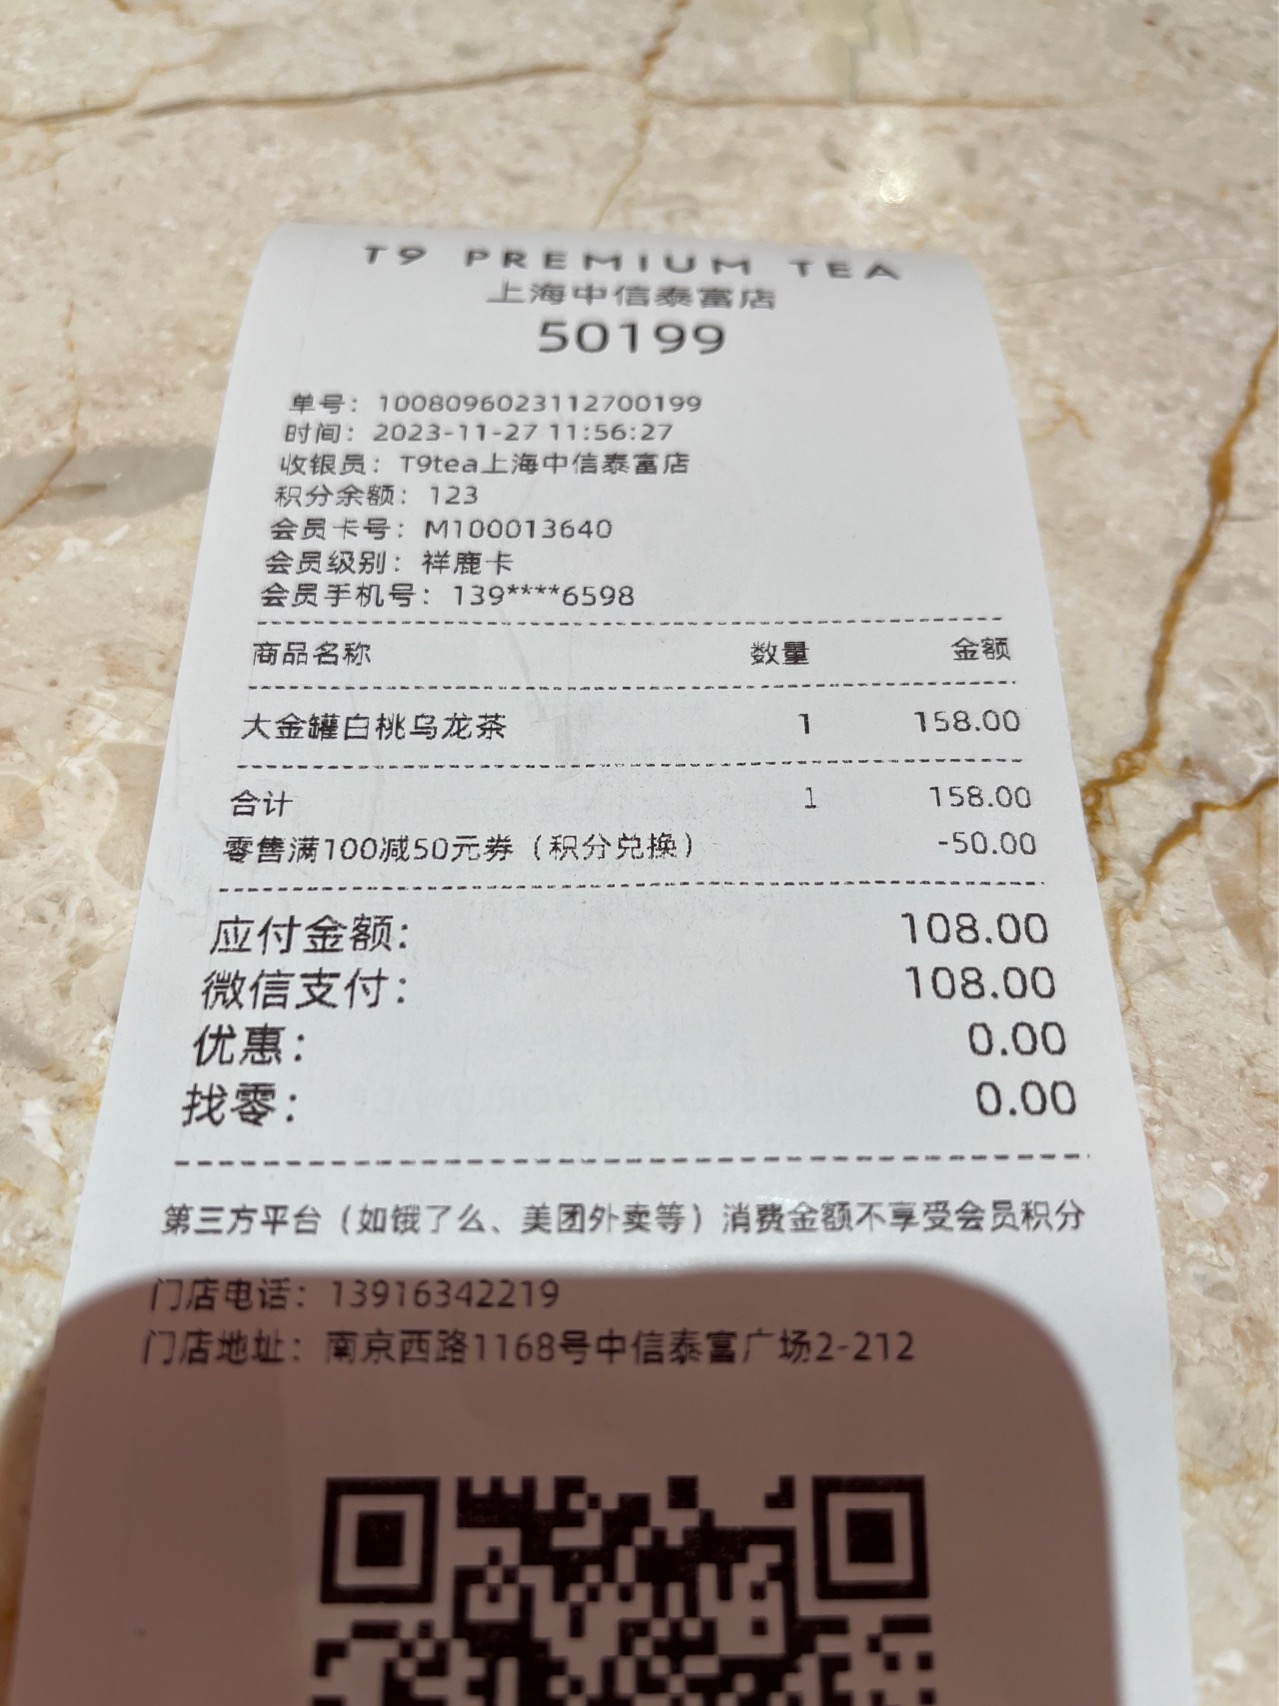 T9 PREMIUM TEA
上海中信泰富店
50199
单号：1008096023112700199
时间：2023-11-27 11:56:27
收银员：T9tea上海中信泰富店
积分余额：123
会员卡号：M100013640
会员级别：祥鹿卡
会员手机号：139****6598
商品名称 数量 金额
大金罐白桃乌龙茶 1 158.00
合计 1 158.00
零售满100减50元券（积分兑换） -50.00
应付金额: 108.00
微信支付: 108.00
优惠: 0.00
找零: 0.00
第三方平台（如饿了么、美团外卖等）消费金额不享受会员积分
门店电话：13916342219
门店地址：南京西路1168号中信泰富广场2-212